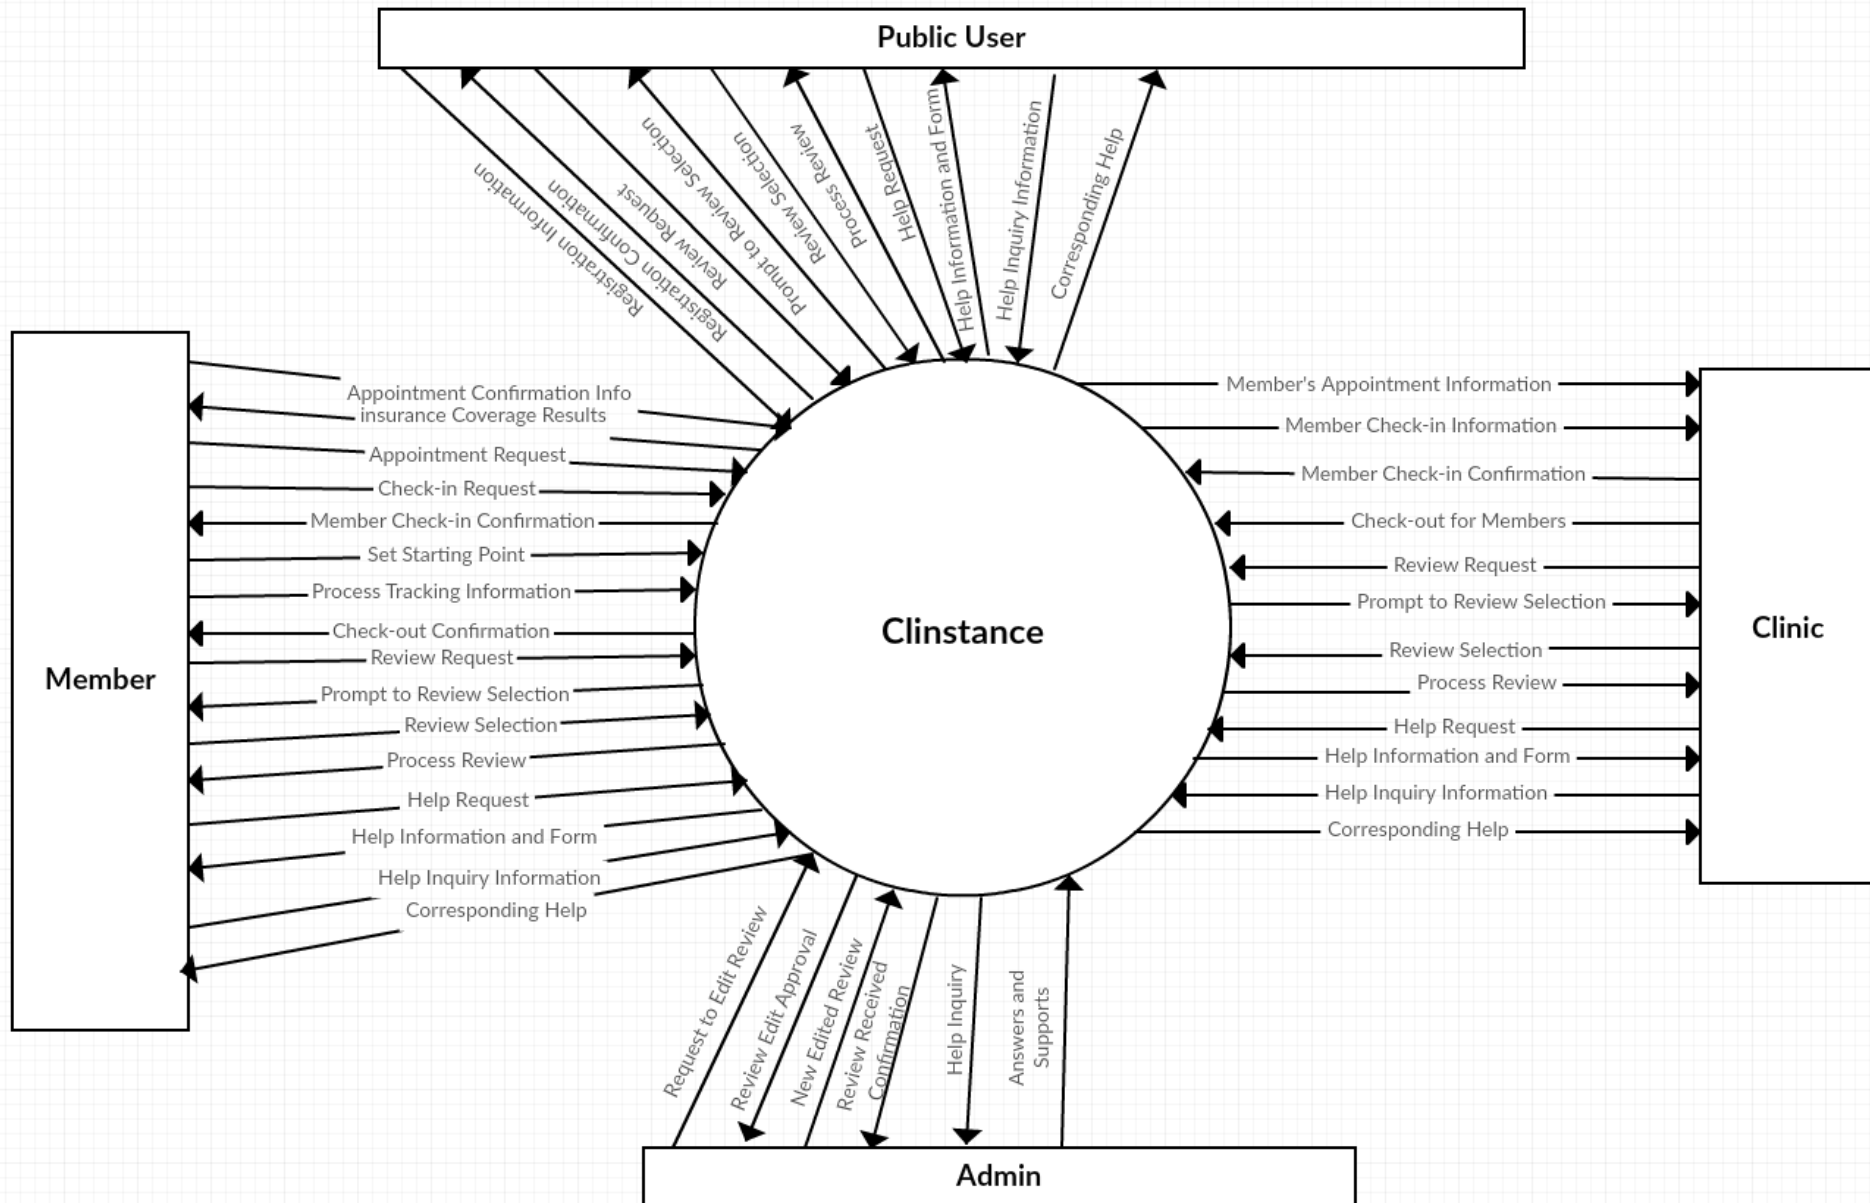 Public User
Registration Information
Registration Confirmation
Review Request
Prompt to Review Selection
Review Selection
Process Review
Help Request
Help Information and Form
Help Inquiry Information
Corresponding Help
Member
Appointment Confirmation Info
insurance Coverage Results
Appointment Request
Check-in Request
Member Check-in Confirmation
Set Starting Point
Process Tracking Information
Check-out Confirmation
Review Request
Prompt to Review Selection
Review Selection
Process Review
Help Request
Help Information and Form
Help Inquiry Information
Corresponding Help
Clinstance
Member's Appointment Information
Member Check-in Information
Member Check-in Confirmation
Check-out for Members
Review Request
Prompt to Review Selection
Review Selection
Process Review
Help Request
Help Information and Form
Help Inquiry Information
Corresponding Help
Clinic
Request to Edit Review
Review Edit Approval
New Edited Review
Review Received
Confirmation
Help Inquiry
Answers and
Supports
Admin